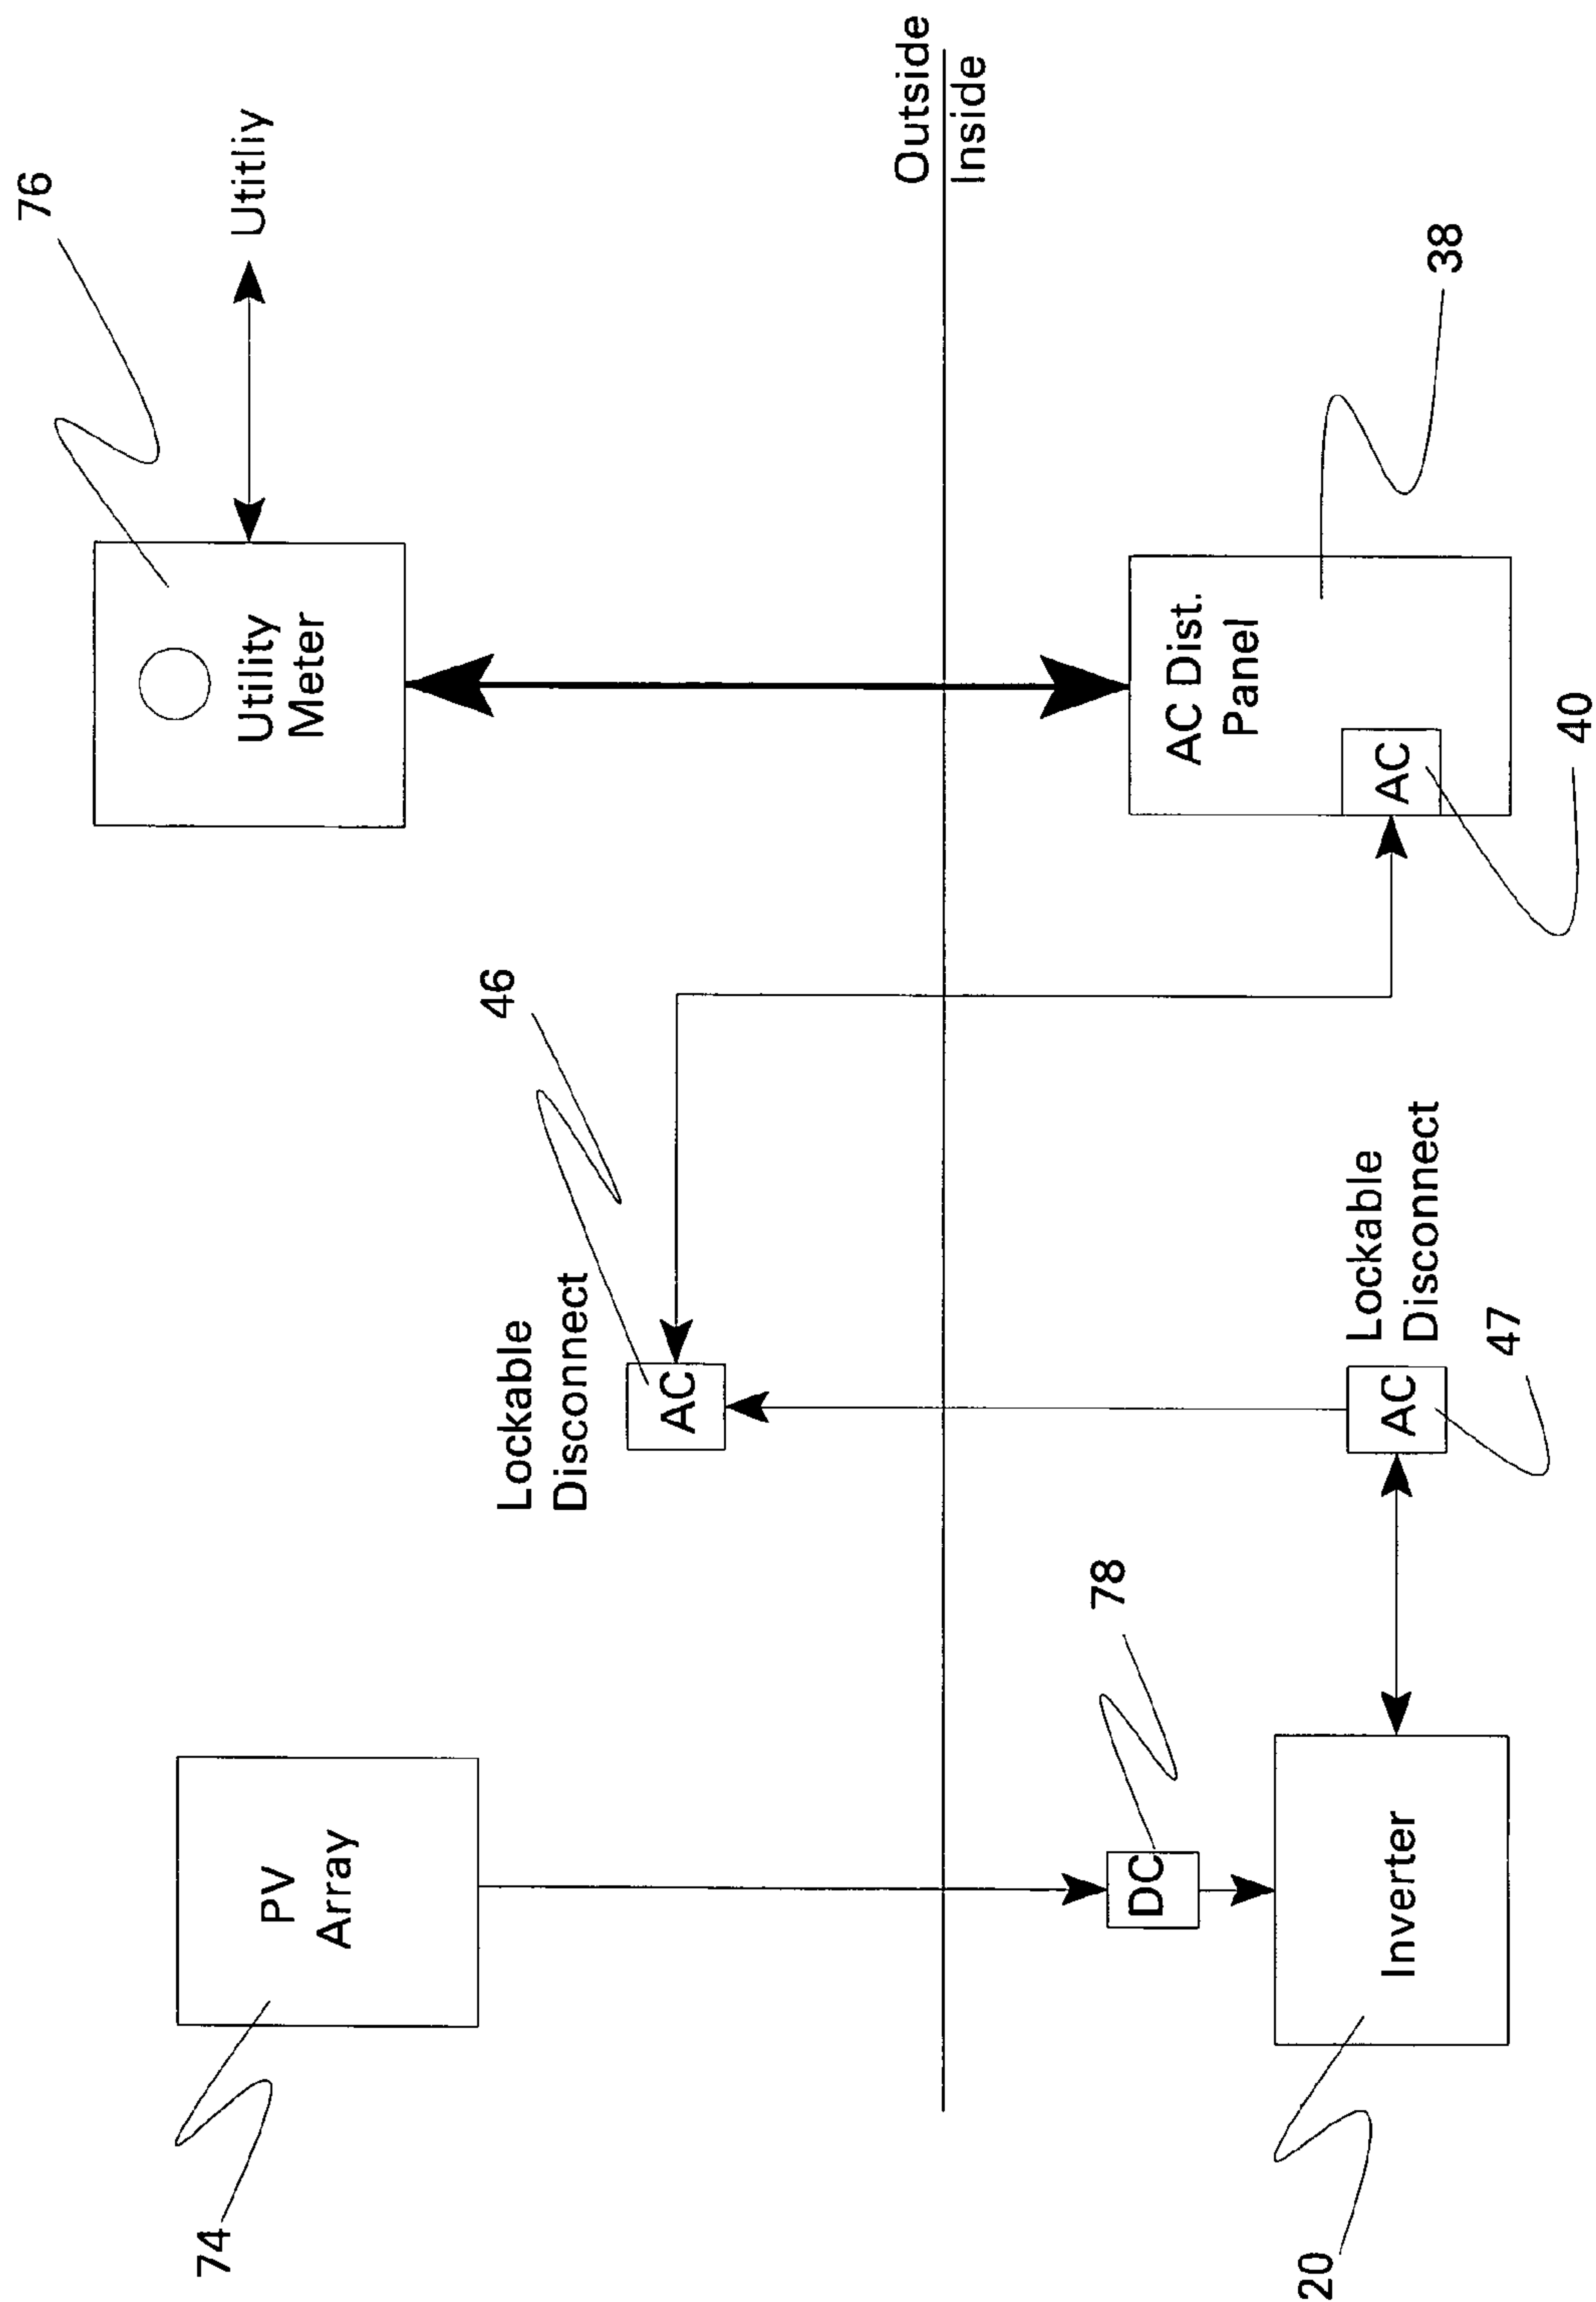 76
Utitliy
Utility
Meter
74
PV
Array
46
Lockable
Disconnect
AC
Outside
Inside
78
DC
20
Inverter
AC
Lockable
Disconnect
47
AC Dist.
Panel
38
AC
40